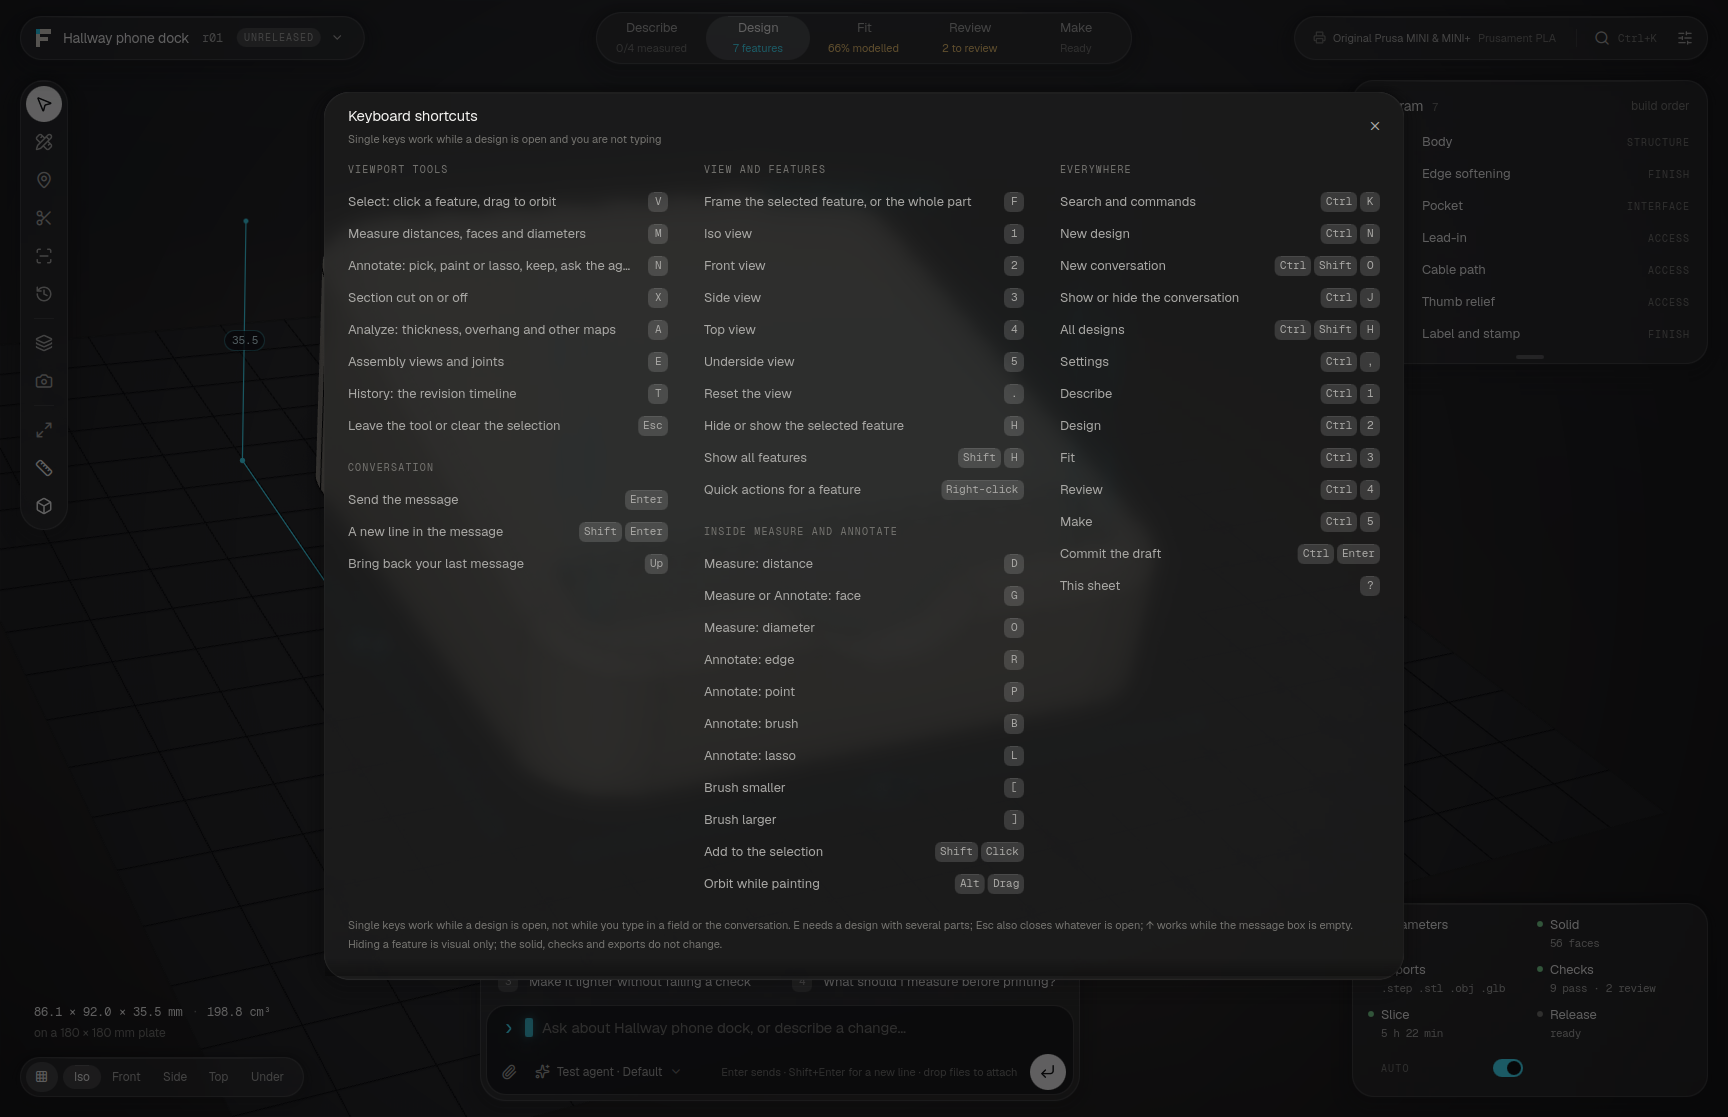 Hallway phone dock r01 UNRELEASED
Describe
0/4 measured
Design
7 features
Fit
66% modelled
Review
2 to review
Make
Ready
Original Prusa MINI & MINI+ Prusament PLA
Ctrl+K
Keyboard shortcuts
Single keys work while a design is open and you are not typing
VIEWPORT TOOLS
Select: click a feature, drag to orbit V
Measure distances, faces and diameters M
Annotate: pick, paint or lasso, keep, ask the ag... N
Section cut on or off X
Analyze: thickness, overhang and other maps A
Assembly views and joints E
History: the revision timeline T
Leave the tool or clear the selection Esc
CONVERSATION
Send the message Enter
A new line in the message Shift Enter
Bring back your last message Up
VIEW AND FEATURES
Frame the selected feature, or the whole part F
Iso view 1
Front view 2
Side view 3
Top view 4
Underside view 5
Reset the view .
Hide or show the selected feature H
Show all features Shift H
Quick actions for a feature Right-click
INSIDE MEASURE AND ANNOTATE
Measure: distance D
Measure or Annotate: face G
Measure: diameter O
Annotate: edge R
Annotate: point P
Annotate: brush B
Annotate: lasso L
Brush smaller [
Brush larger ]
Add to the selection Shift Click
Orbit while painting Alt Drag
EVERYWHERE
Search and commands Ctrl K
New design Ctrl N
New conversation Ctrl Shift O
Show or hide the conversation Ctrl J
All designs Ctrl Shift H
Settings Ctrl ,
Describe Ctrl 1
Design Ctrl 2
Fit Ctrl 3
Review Ctrl 4
Make Ctrl 5
Commit the draft Ctrl Enter
This sheet ?
Single keys work while a design is open, not while you type in a field or the conversation. E needs a design with several parts; Esc also closes whatever is open; ↑ works while the message box is empty.
Hiding a feature is visual only; the solid, checks and exports do not change.
ram 7 build order
Body STRUCTURE
Edge softening FINISH
Pocket INTERFACE
Lead-in ACCESS
Cable path ACCESS
Thumb relief ACCESS
Label and stamp FINISH
35.5
86.1 × 92.0 × 35.5 mm · 198.8 cm³
on a 180 × 180 mm plate
Iso Front Side Top Under
3 Make it lighter without failing a check 4 What should I measure before printing?
Ask about Hallway phone dock, or describe a change...
Test agent · Default
Enter sends · Shift+Enter for a new line · drop files to attach
ameters
Solid
56 faces
ports
.step .stl .obj .glb
Checks
9 pass · 2 review
Slice
5 h 22 min
Release
ready
AUTO